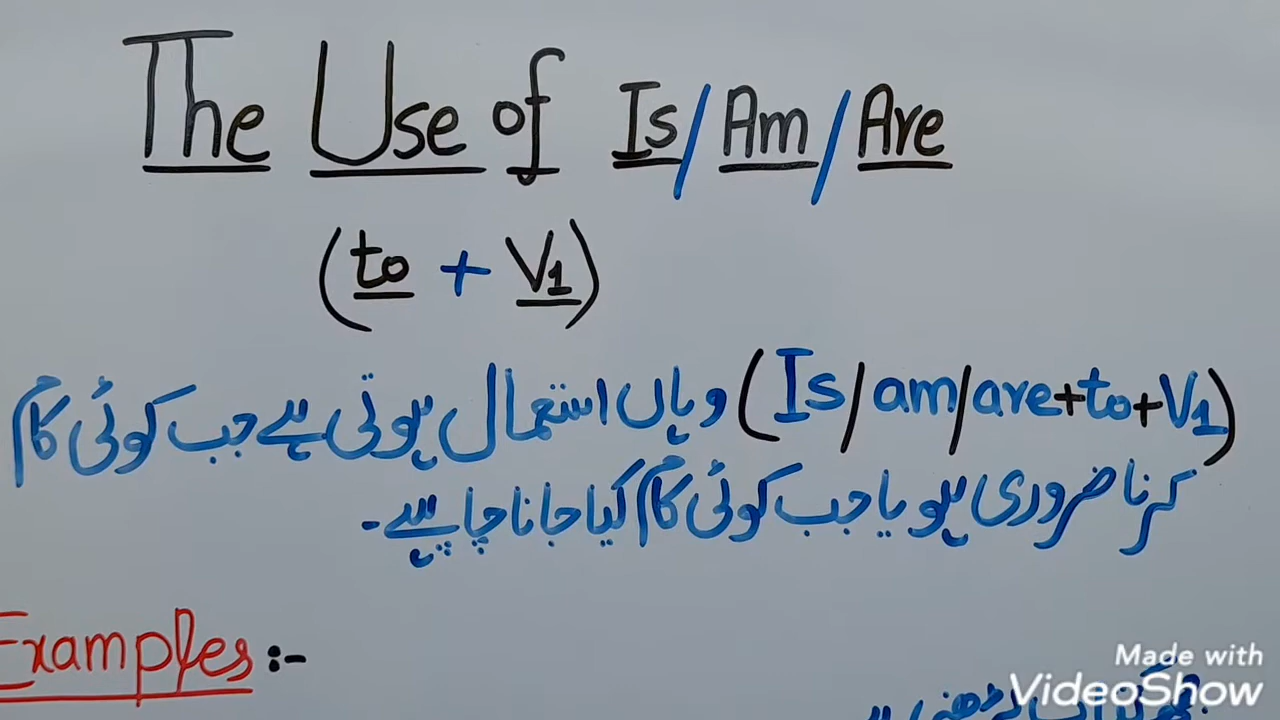 The Use of Is/Am/Are
(to + V1)
(Is/am/are+to+V1) وہاں استعمال ہوتی ہے جب کوئی کام
کرنا ضروری ہو یا جب کوئی کام کیا جانا چاہیے۔
Examples:-
Made with
VideoShow